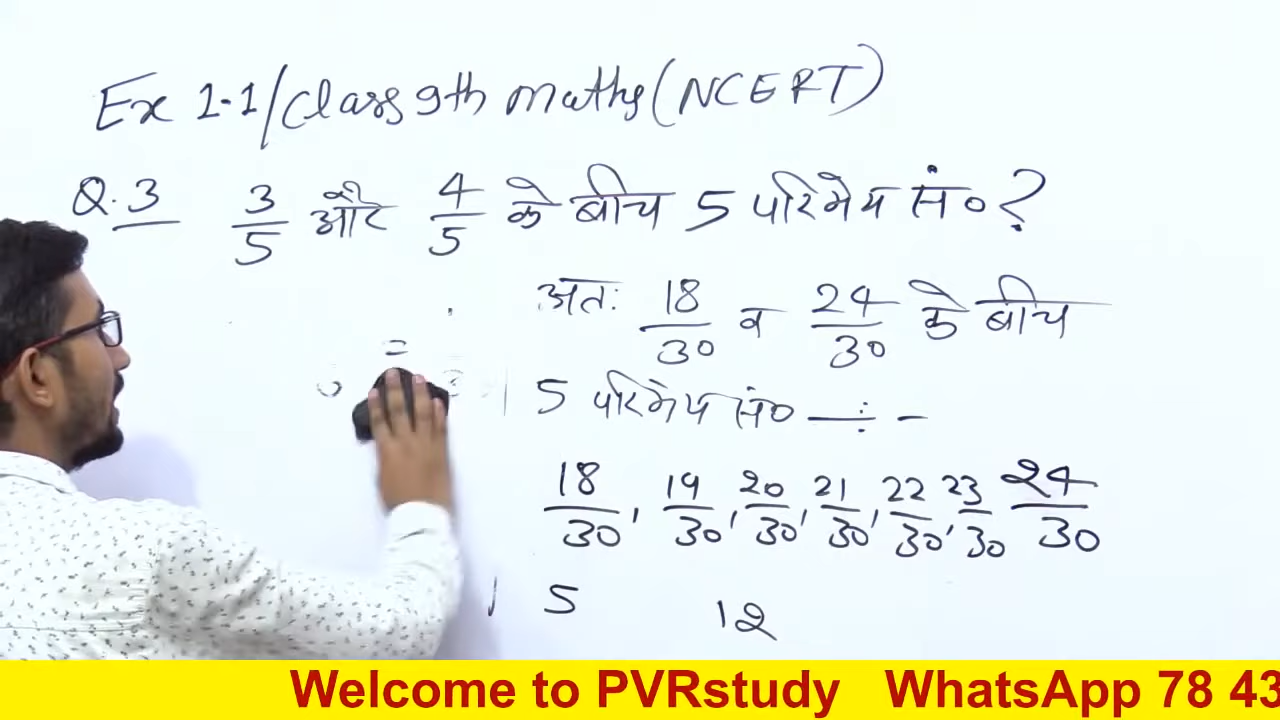 Ex 1.1/Class 9th maths (NCERT)
Q.3 3/5 और 4/5 के बीच 5 परिमेय सं० ?
अतः 18/30 व 24/30 के बीच
5 परिमेय सं० —÷ -
18/30, 19/30, 20/30, 21/30, 22/30, 23/30 24/30
5 12
Welcome to PVRstudy WhatsApp 78 43